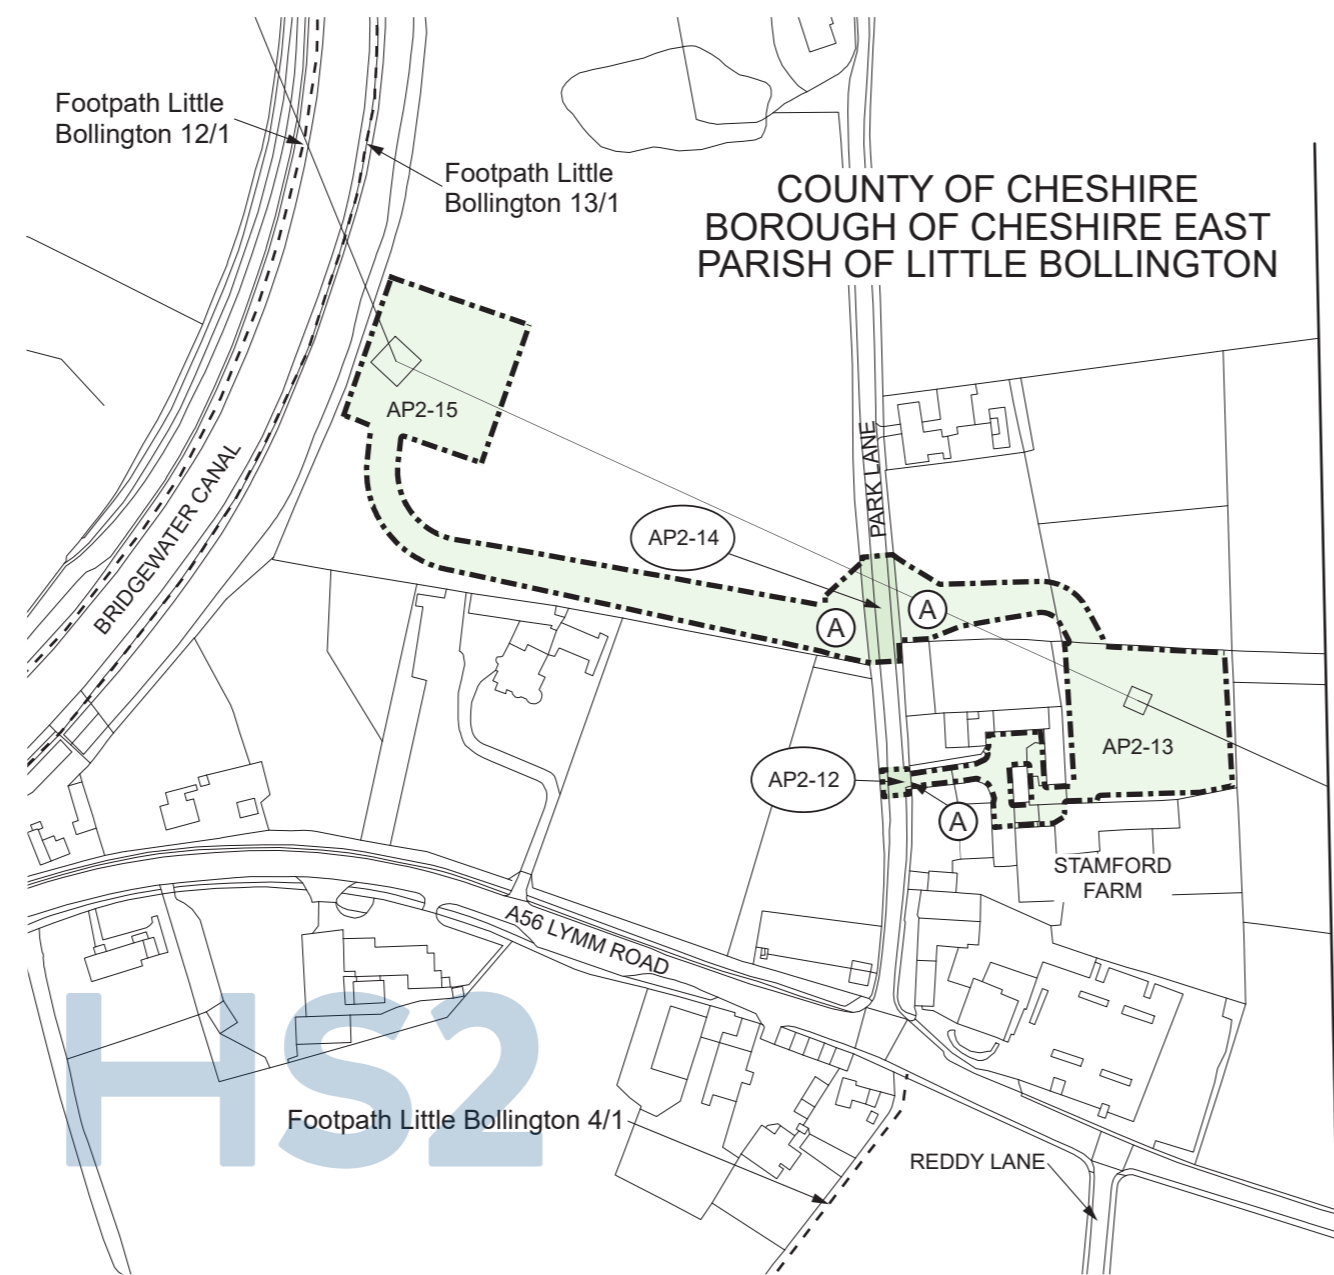 Footpath Little
Bollington 12/1
Footpath Little
Bollington 13/1
COUNTY OF CHESHIRE
BOROUGH OF CHESHIRE EAST
PARISH OF LITTLE BOLLINGTON
AP2-15
PARK LANE
BRIDGEWATER CANAL
AP2-14
A
A
AP2-13
AP2-12
A
STAMFORD
FARM
A56 LYMM ROAD
HS2
Footpath Little Bollington 4/1
REDDY LANE